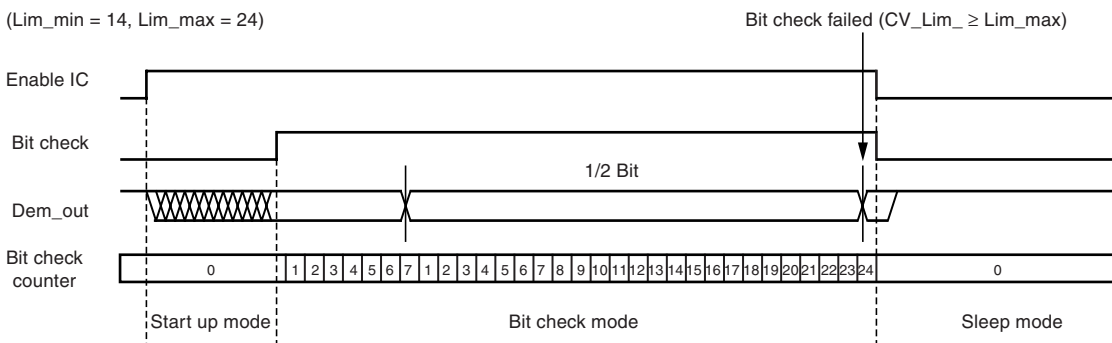 (Lim_min = 14, Lim_max = 24)
Bit check failed (CV_Lim_ ≥ Lim_max)
Enable IC
Bit check
1/2 Bit
Dem_out
Bit check
counter
0 1 2 3 4 5 6 7 1 2 3 4 5 6 7 8 9 10 11 12 13 14 15 16 17 18 19 20 21 22 23 24 0
Start up mode Bit check mode Sleep mode